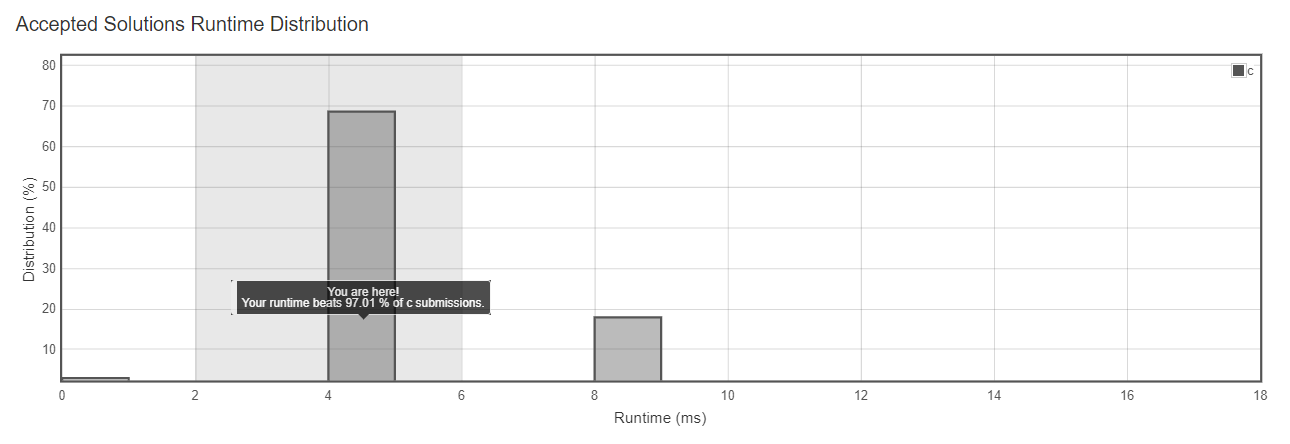 Accepted Solutions Runtime Distribution
80
70
60
50
40
30
20
10
Distribution (%)
c
You are here!
Your runtime beats 97.01 % of c submissions.
0 2 4 6 8 10 12 14 16 18
Runtime (ms)